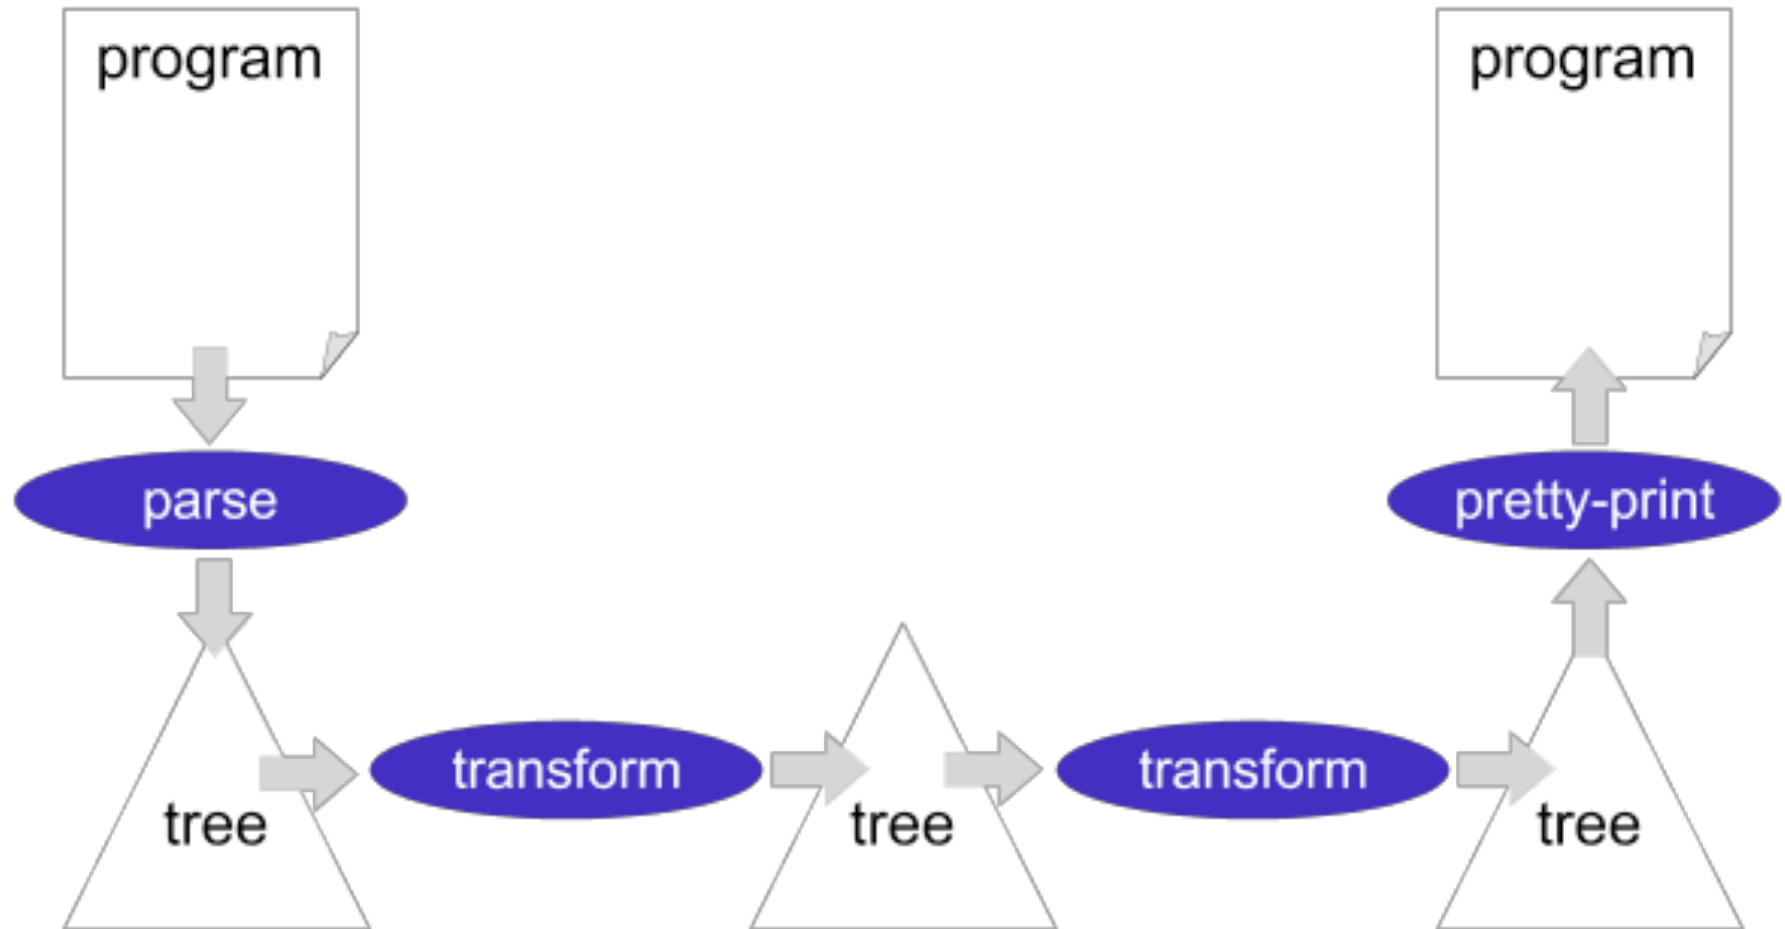 program
program
parse
pretty-print
transform
transform
tree
tree
tree